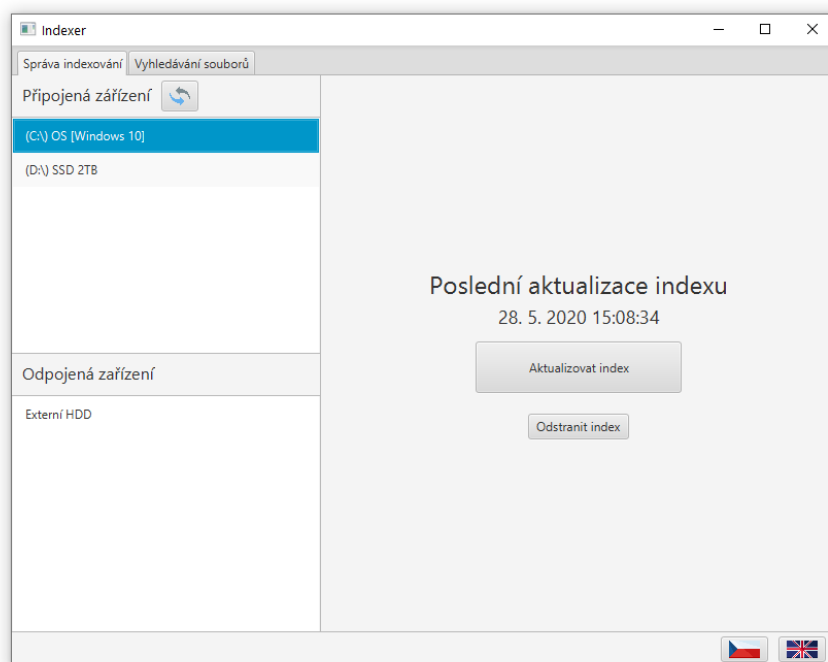 Indexer
Správa indexování
Vyhledávání souborů
Připojená zářízení
(C:\) OS [Windows 10]
(D:\) SSD 2TB
Poslední aktualizace indexu
28. 5. 2020 15:08:34
Aktualizovat index
Odstranit index
Odpojená zařízení
Externí HDD